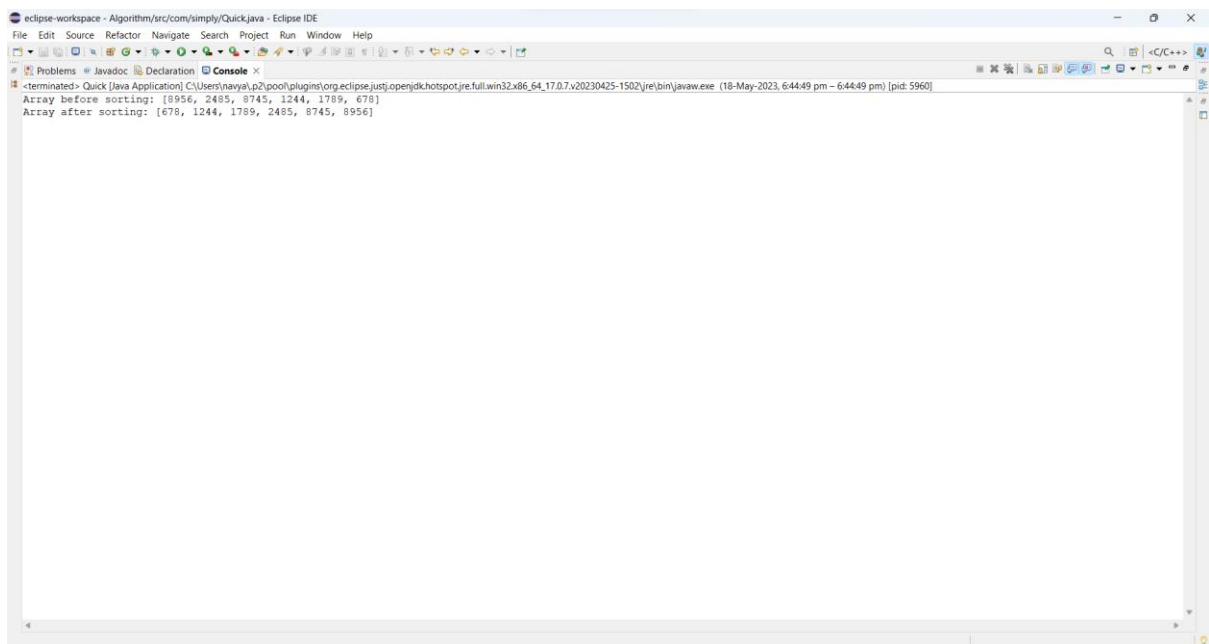 eclipse-workspace - Algorithm/src/com/simply/Quick.java - Eclipse IDE
File Edit Source Refactor Navigate Search Project Run Window Help
<C/C++>
Problems Javadoc Declaration Console
<terminated> Quick [Java Application] C:\Users\navya\.p2\pool\plugins\org.eclipse.justj.openjdk.hotspot.jre.full.win32.x86_64_17.0.7.v20230425-1502\jre\bin\javaw.exe (18-May-2023, 6:44:49 pm – 6:44:49 pm) [pid: 5960]
Array before sorting: [8956, 2485, 8745, 1244, 1789, 678]
Array after sorting: [678, 1244, 1789, 2485, 8745, 8956]